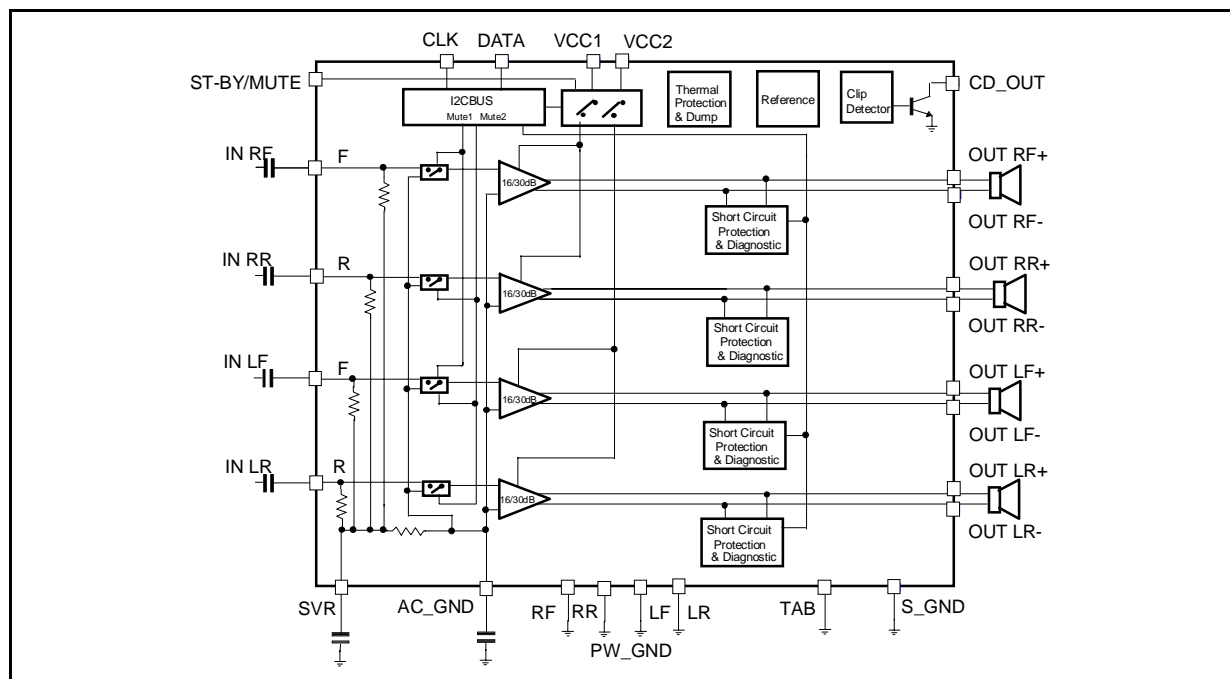 CLK
DATA
VCC1
VCC2
ST-BY/MUTE
CD_OUT
I2CBUS
Mute1 Mute2
Thermal
Protection
& Dump
Reference
Clip
Detector
IN RF
F
16/30dB
OUT RF+
OUT RF-
Short Circuit
Protection
& Diagnostic
IN RR
R
16/30dB
OUT RR+
OUT RR-
Short Circuit
Protection
& Diagnostic
IN LF
F
16/30dB
OUT LF+
OUT LF-
Short Circuit
Protection
& Diagnostic
IN LR
R
16/30dB
OUT LR+
OUT LR-
Short Circuit
Protection
& Diagnostic
SVR
AC_GND
RF
RR
LF
LR
PW_GND
TAB
S_GND